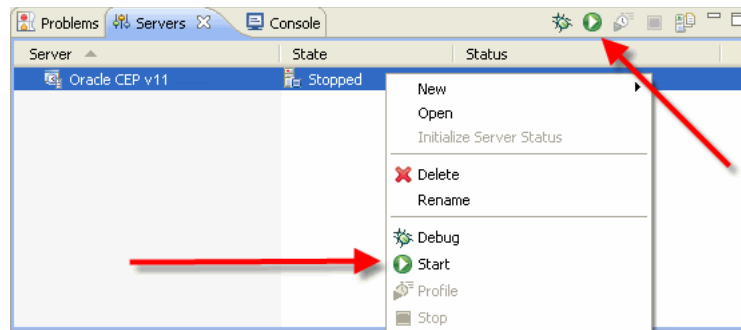 Problems Servers Console
Server State Status
Oracle CEP v11 Stopped
New
Open
Initialize Server Status
Delete
Rename
Debug
Start
Profile
Stop